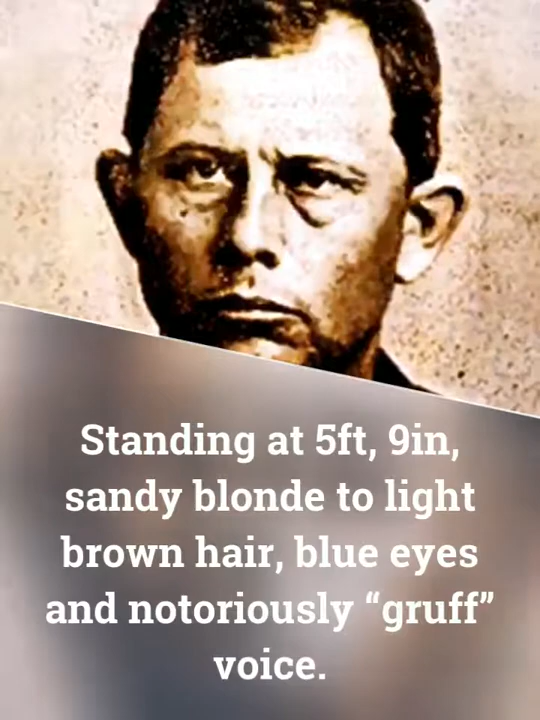 Standing at 5ft, 9in,
sandy blonde to light
brown hair, blue eyes
and notoriously “gruff”
voice.